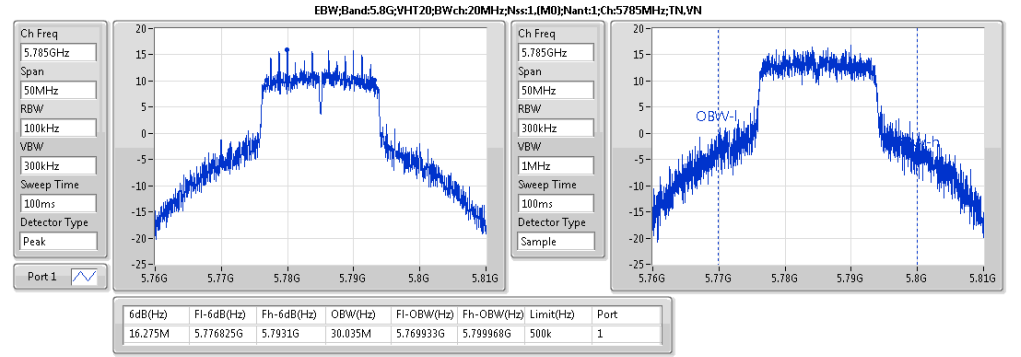 EBW;Band:5.8G;VHT20;BWch:20MHz;Nss:1,(M0);Nant:1;Ch:5785MHz;TN,VN
Ch Freq
5.785GHz
Span
50MHz
RBW
100kHz
VBW
300kHz
Sweep Time
100ms
Detector Type
Peak
Port 1
20
15
10
5
0
-5
-10
-15
-20
-25
5.76G 5.77G 5.78G 5.79G 5.8G 5.81G
Ch Freq
5.785GHz
Span
50MHz
RBW
300kHz
VBW
1MHz
Sweep Time
100ms
Detector Type
Sample
20
15
10
5
0
-5
-10
-15
-20
-25
OBW-l
5.76G 5.77G 5.78G 5.79G 5.8G 5.81G
6dB(Hz) Fl-6dB(Hz) Fh-6dB(Hz) OBW(Hz) Fl-OBW(Hz) Fh-OBW(Hz) Limit(Hz) Port
16.275M 5.776825G 5.7931G 30.035M 5.769933G 5.799968G 500k 1